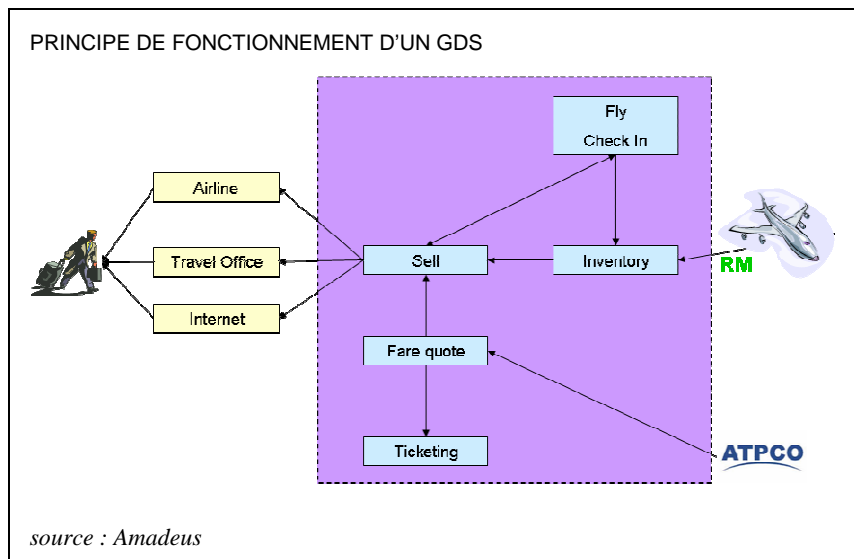 PRINCIPE DE FONCTIONNEMENT D'UN GDS
Fly
Check In
Airline
Travel Office
Sell
Inventory
RM
Internet
Fare quote
Ticketing
ATPCO
source : Amadeus